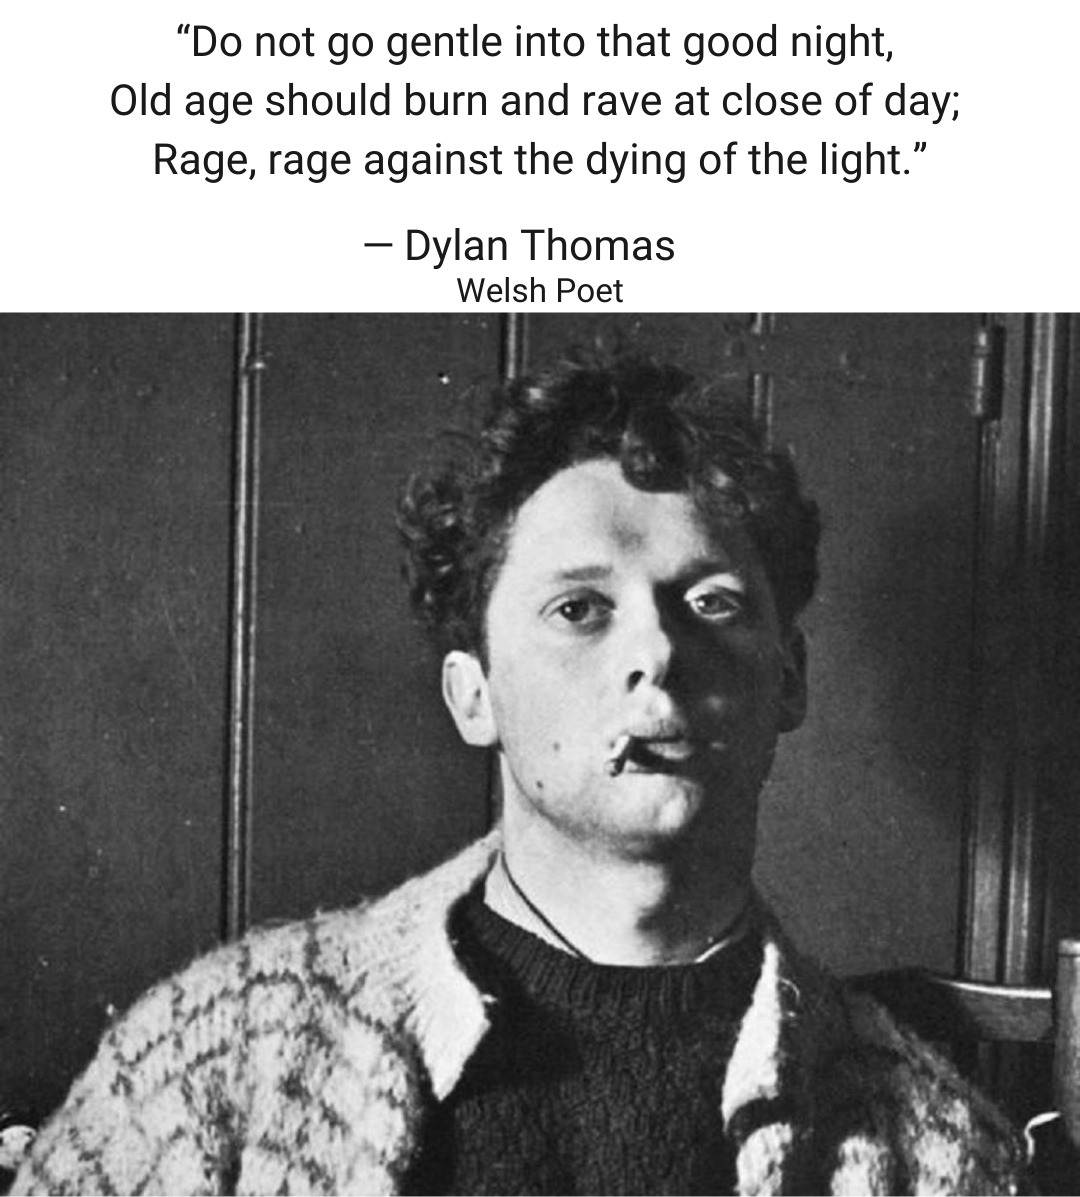 “Do not go gentle into that good night,
Old age should burn and rave at close of day;
Rage, rage against the dying of the light.”
— Dylan Thomas
Welsh Poet